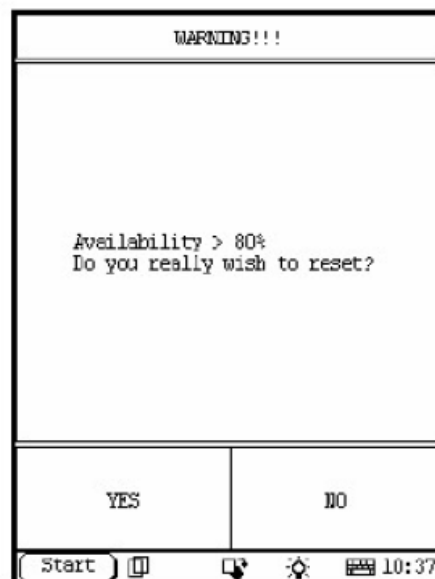 WARNING!!!
Availability > 80%
Do you really wish to reset?
YES
NO
Start
10:37